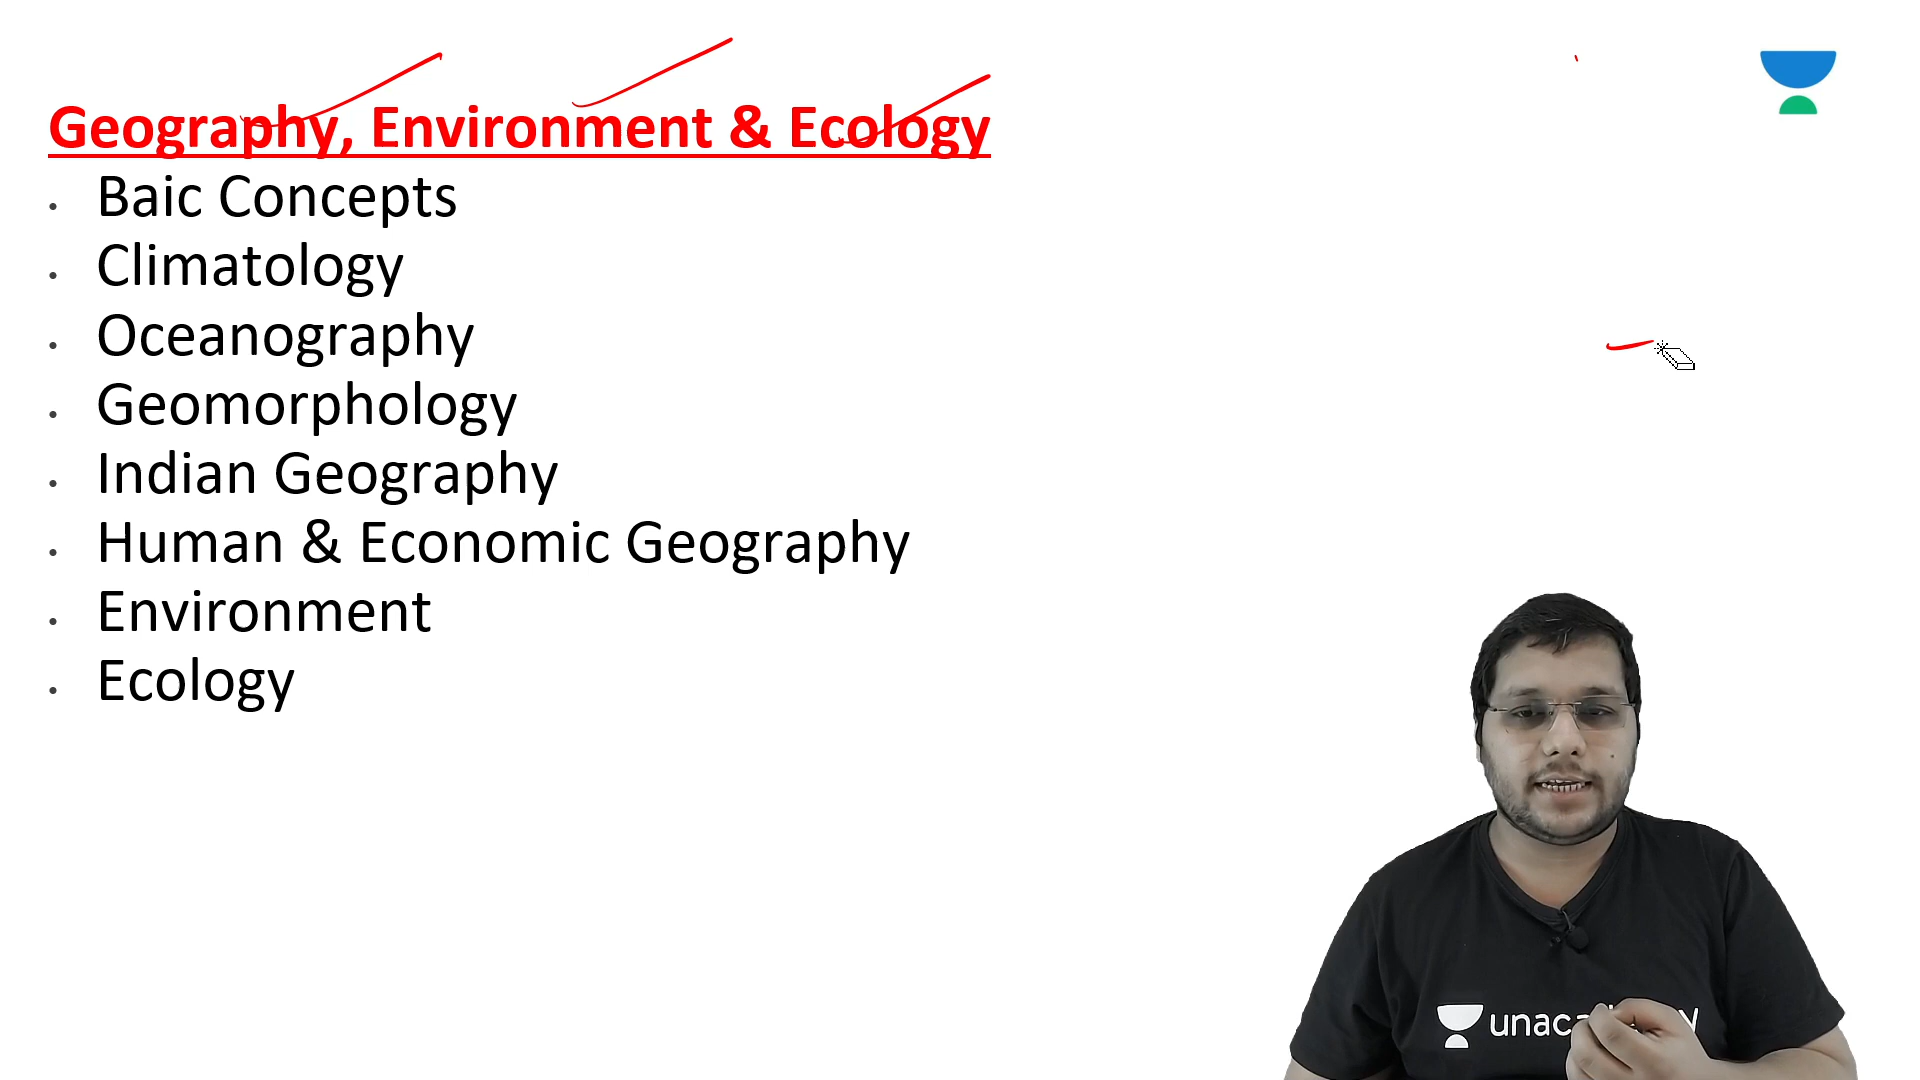 Geography, Environment & Ecology
• Baic Concepts
• Climatology
• Oceanography
• Geomorphology
• Indian Geography
• Human & Economic Geography
• Environment
• Ecology